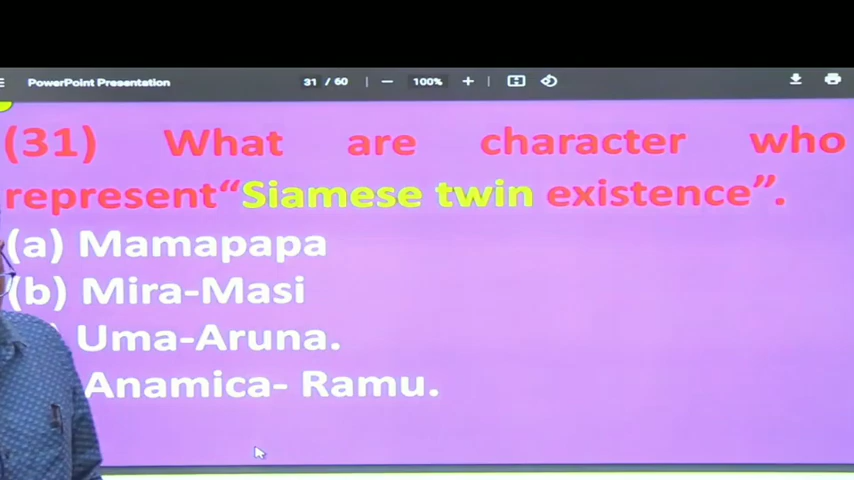 PowerPoint Presentation 31 / 60 100%
(31) What are character who
represent“Siamese twin existence”.
(a) Mamapapa
(b) Mira-Masi
Uma-Aruna.
Anamica- Ramu.